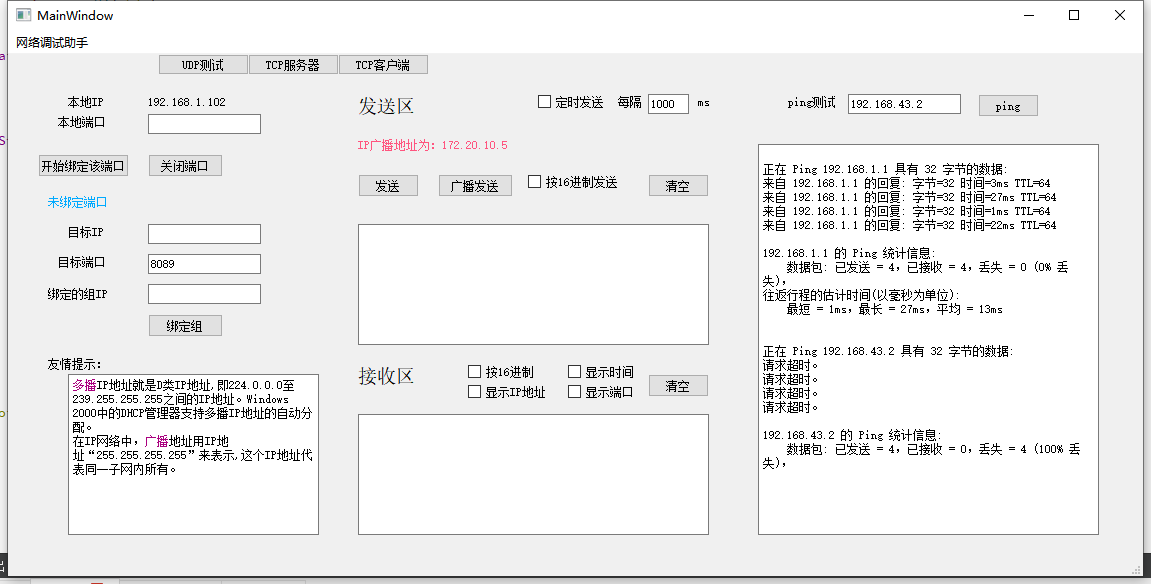 MainWindow
网络调试助手
UDP测试 TCP服务器 TCP客户端
本地IP 192.168.1.102
本地端口
开始绑定该端口 关闭端口
未绑定端口
目标IP
目标端口 8089
绑定的组IP
绑定组
友情提示:
多播IP地址就是D类IP地址,即224.0.0.0至
239.255.255.255之间的IP地址。Windows
2000中的DHCP管理器支持多播IP地址的自动分
配。
在IP网络中，广播地址用IP地
址“255.255.255.255”来表示,这个IP地址代
表同一子网内所有。
发送区 定时发送 每隔 1000 ms
IP广播地址为: 172.20.10.5
发送 广播发送 按16进制发送 清空
接收区 按16进制 显示时间
显示IP地址 显示端口 清空
ping测试 192.168.43.2 ping
正在 Ping 192.168.1.1 具有 32 字节的数据:
来自 192.168.1.1 的回复: 字节=32 时间=3ms TTL=64
来自 192.168.1.1 的回复: 字节=32 时间=27ms TTL=64
来自 192.168.1.1 的回复: 字节=32 时间=1ms TTL=64
来自 192.168.1.1 的回复: 字节=32 时间=22ms TTL=64
192.168.1.1 的 Ping 统计信息:
数据包: 已发送 = 4，已接收 = 4，丢失 = 0 (0% 丢
失)，
往返行程的估计时间(以毫秒为单位):
最短 = 1ms，最长 = 27ms，平均 = 13ms
正在 Ping 192.168.43.2 具有 32 字节的数据:
请求超时。
请求超时。
请求超时。
请求超时。
192.168.43.2 的 Ping 统计信息:
数据包: 已发送 = 4，已接收 = 0，丢失 = 4 (100% 丢
失)，